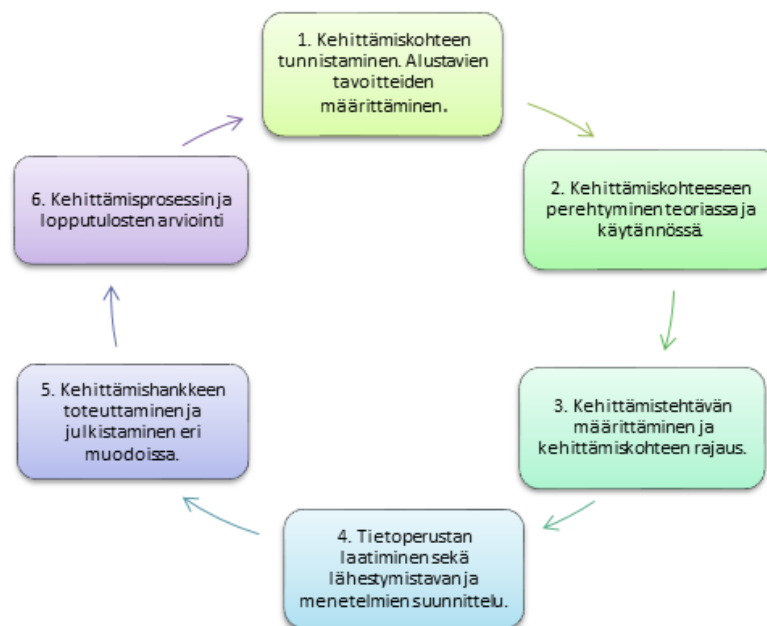 1. Kehittämiskohteen
tunnistaminen. Alustavien
tavoitteiden
määrittäminen.
2. Kehittämiskohteeseen
perehtyminen teoriassa ja
käytännössä.
3. Kehittämistehtävän
määrittäminen ja
kehittämiskohteen rajaus.
4. Tietoperustan
laatiminen sekä
lähestymistavan ja
menetelmien suunnittelu.
5. Kehittämishankkeen
toteuttaminen ja
julkistaminen eri
muodoissa.
6. Kehittämisprosessin ja
lopputulosten arviointi